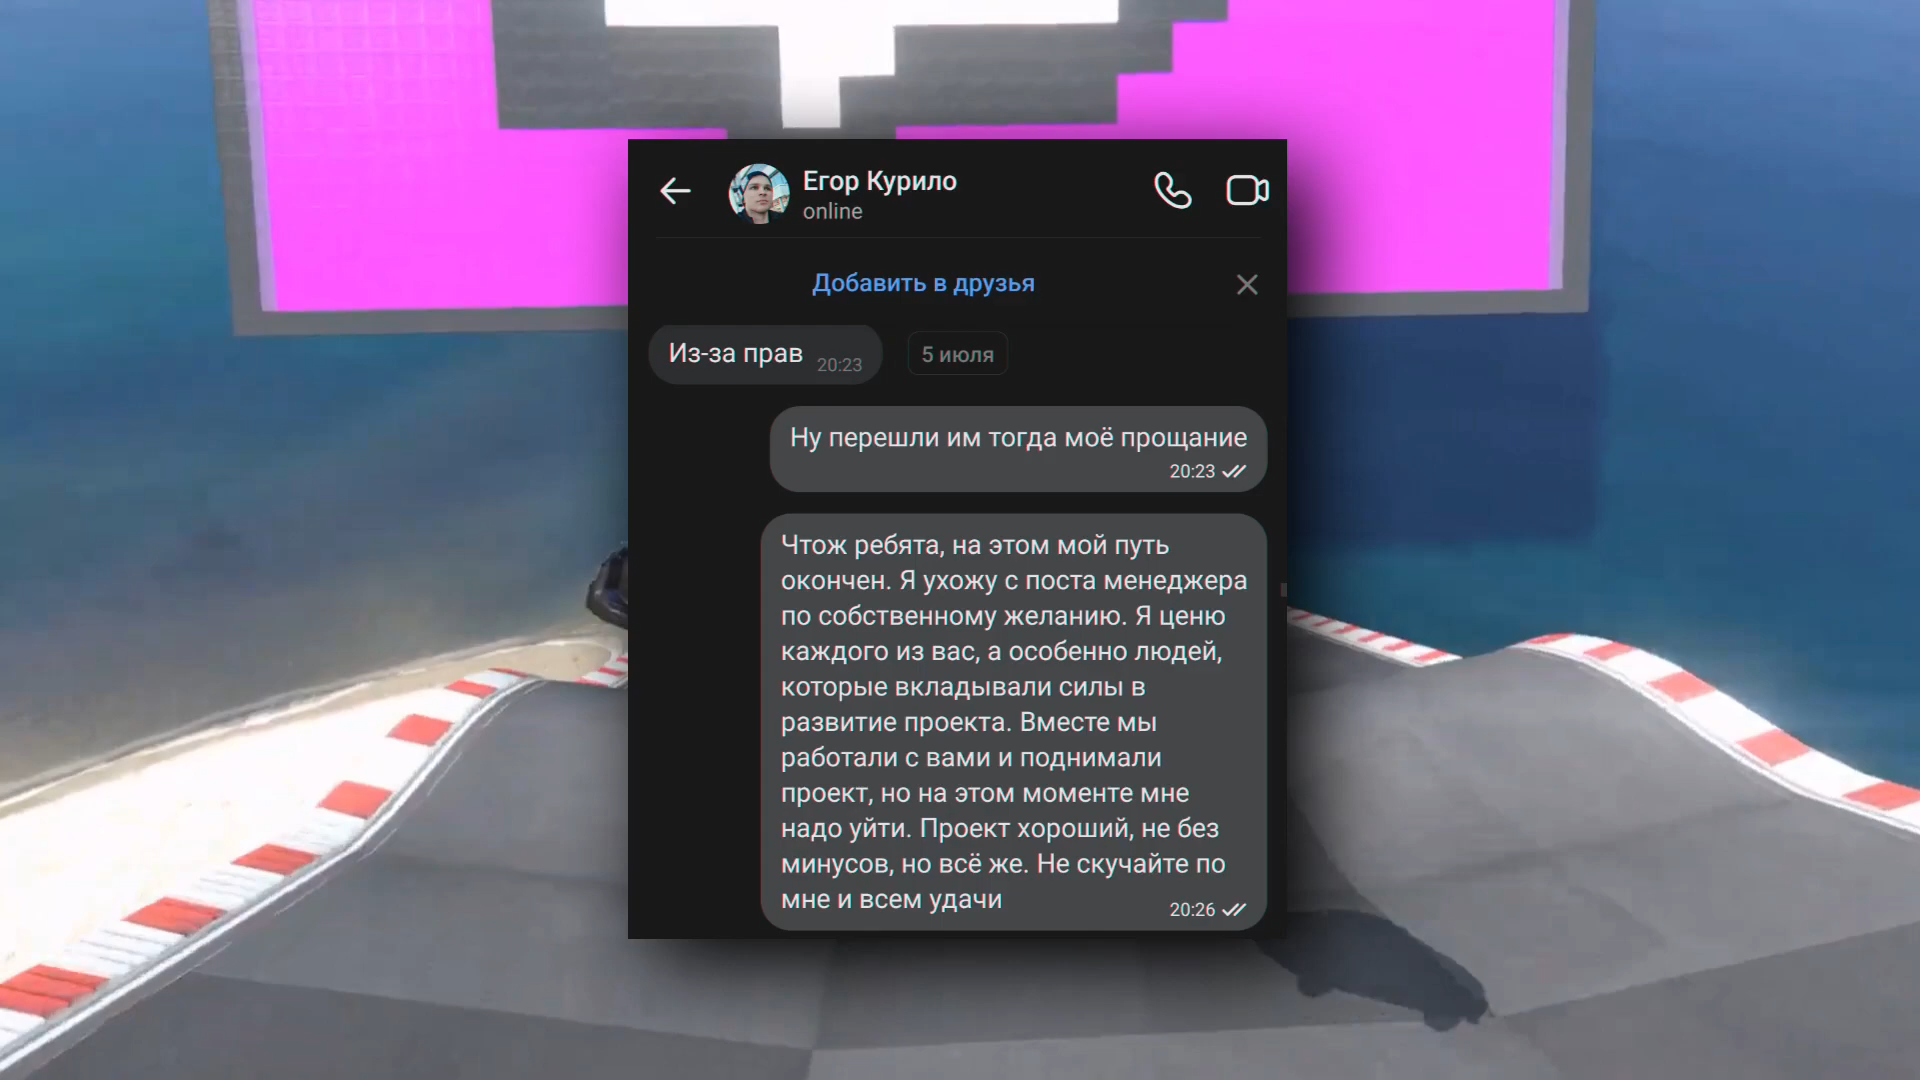 Егор Курило
online
Добавить в друзья
Из-за прав 20:23
5 июля
Ну перешли им тогда моё прощание
20:23
Чтож ребята, на этом мой путь
окончен. Я ухожу с поста менеджера
по собственному желанию. Я ценю
каждого из вас, а особенно людей,
которые вкладывали силы в
развитие проекта. Вместе мы
работали с вами и поднимали
проект, но на этом моменте мне
надо уйти. Проект хороший, не без
минусов, но всё же. Не скучайте по
мне и всем удачи
20:26